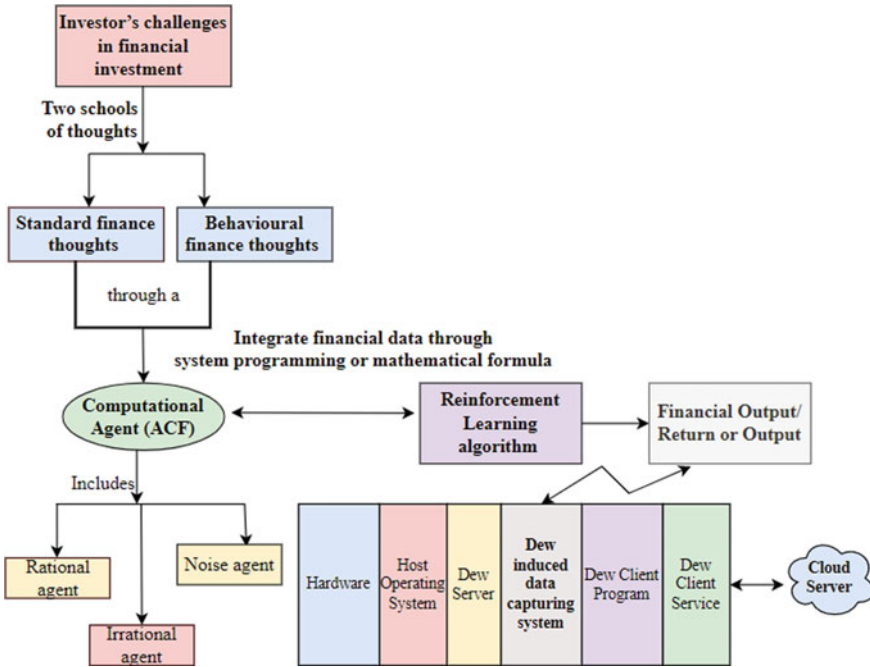 Investor's challenges
in financial
investment
Two schools
of thoughts
Standard finance
thoughts
Behavioural
finance thoughts
through a
Integrate financial data through
system programming or mathematical formula
Computational
Agent (ACF)
Reinforcement
Learning
algorithm
Financial Output/
Return or Output
Includes
Rational
agent
Noise agent
Irrational
agent
Hardware
Host
Operating
System
Dew
Server
Dew
induced
data
capturing
system
Dew Client
Program
Dew
Client
Service
Cloud
Server